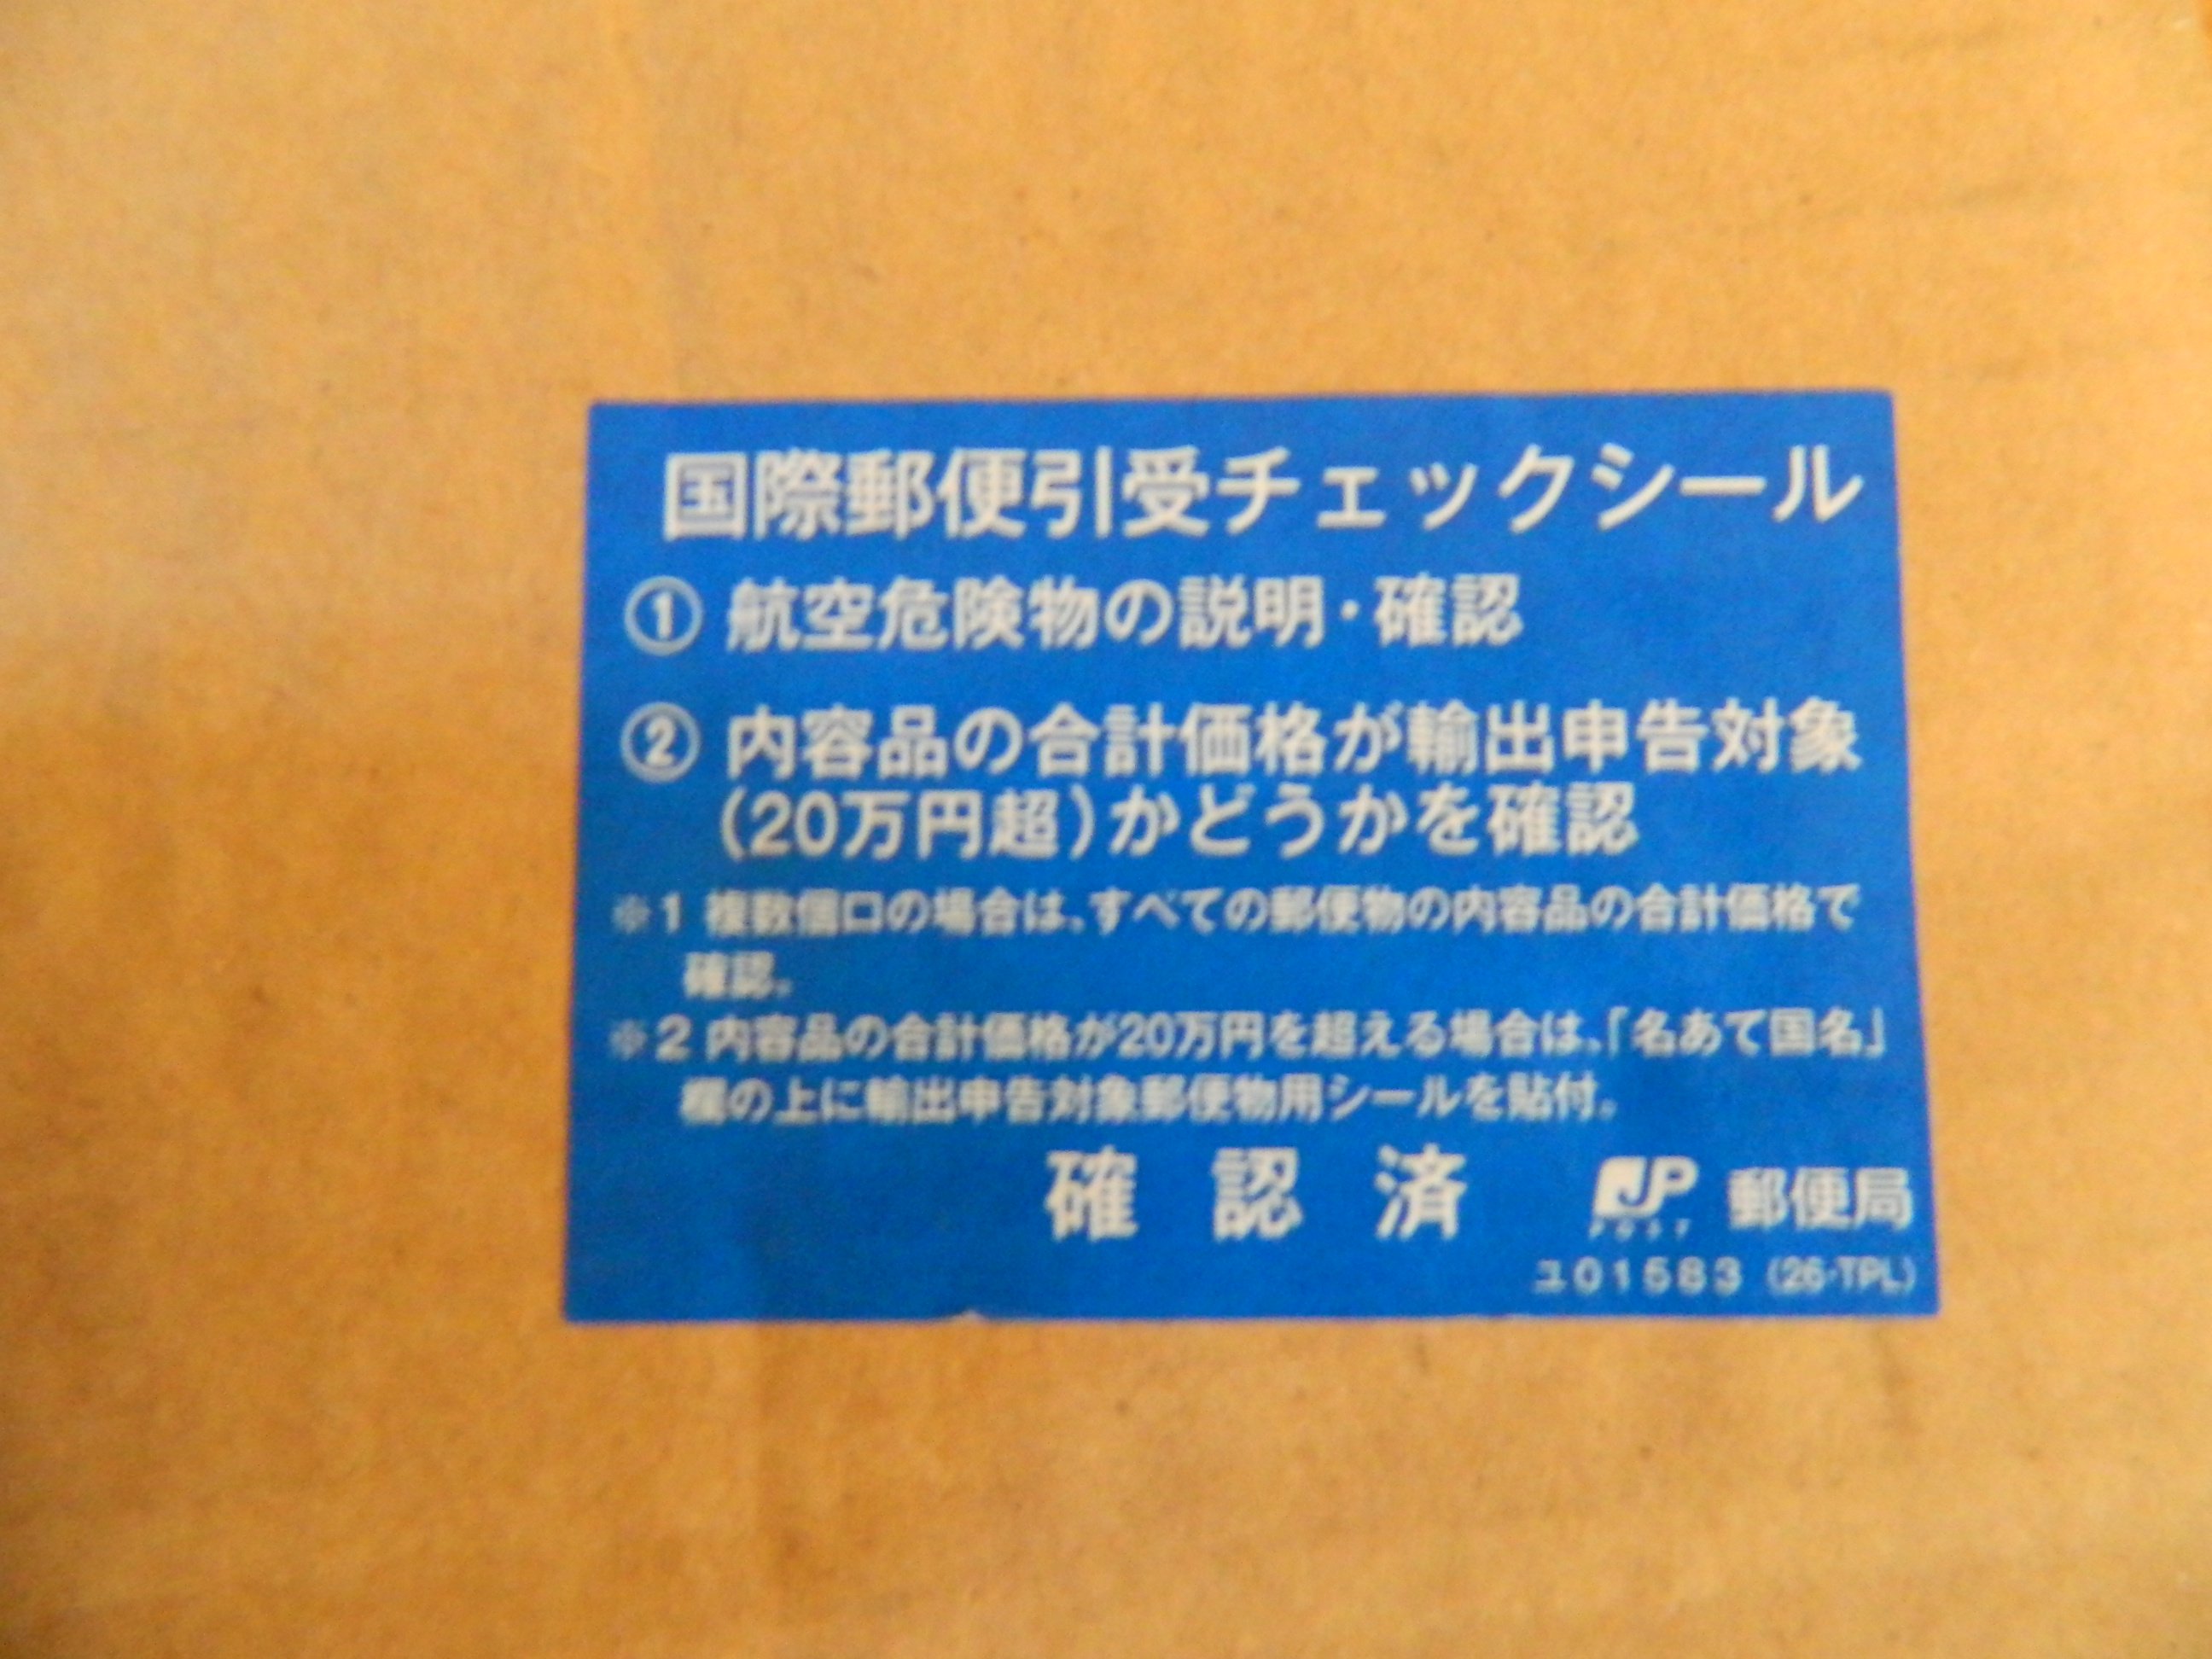 国際郵便引受チェックシール
① 航空危険物の説明・確認
② 内容品の合計価格が輸出申告対象
(20万円超)かどうかを確認
※1 複数個口の場合は、すべての郵便物の内容品の合計価格で
確認。
※2 内容品の合計価格が20万円を超える場合は、「名あて国名」
欄の上に輸出申告対象郵便物用シールを貼付。
確認済 JP POST 郵便局
ユ01583 (26・TPL)